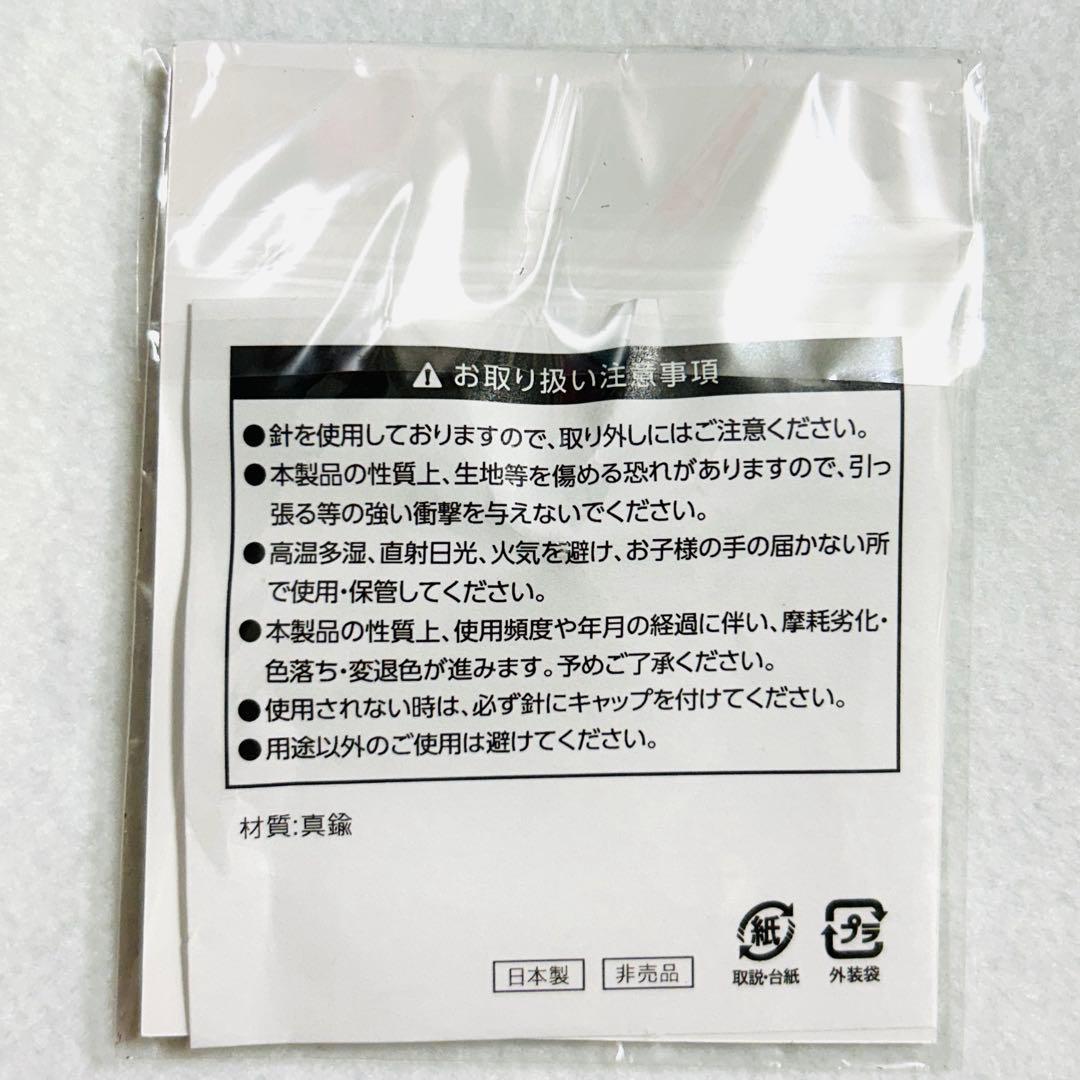 ⚠ お取り扱い注意事項
●針を使用しておりますので、取り外しにはご注意ください。
●本製品の性質上、生地等を傷める恐れがありますので、引っ
張る等の強い衝撃を与えないでください。
●高温多湿、直射日光、火気を避け、お子様の手の届かない所
で使用・保管してください。
●本製品の性質上、使用頻度や年月の経過に伴い、摩耗劣化・
色落ち・変退色が進みます。予めご了承ください。
●使用されない時は、必ず針にキャップを付けてください。
●用途以外のご使用は避けてください。
材質:真鍮
紙 プラ
日本製 非売品 取説・台紙 外装袋